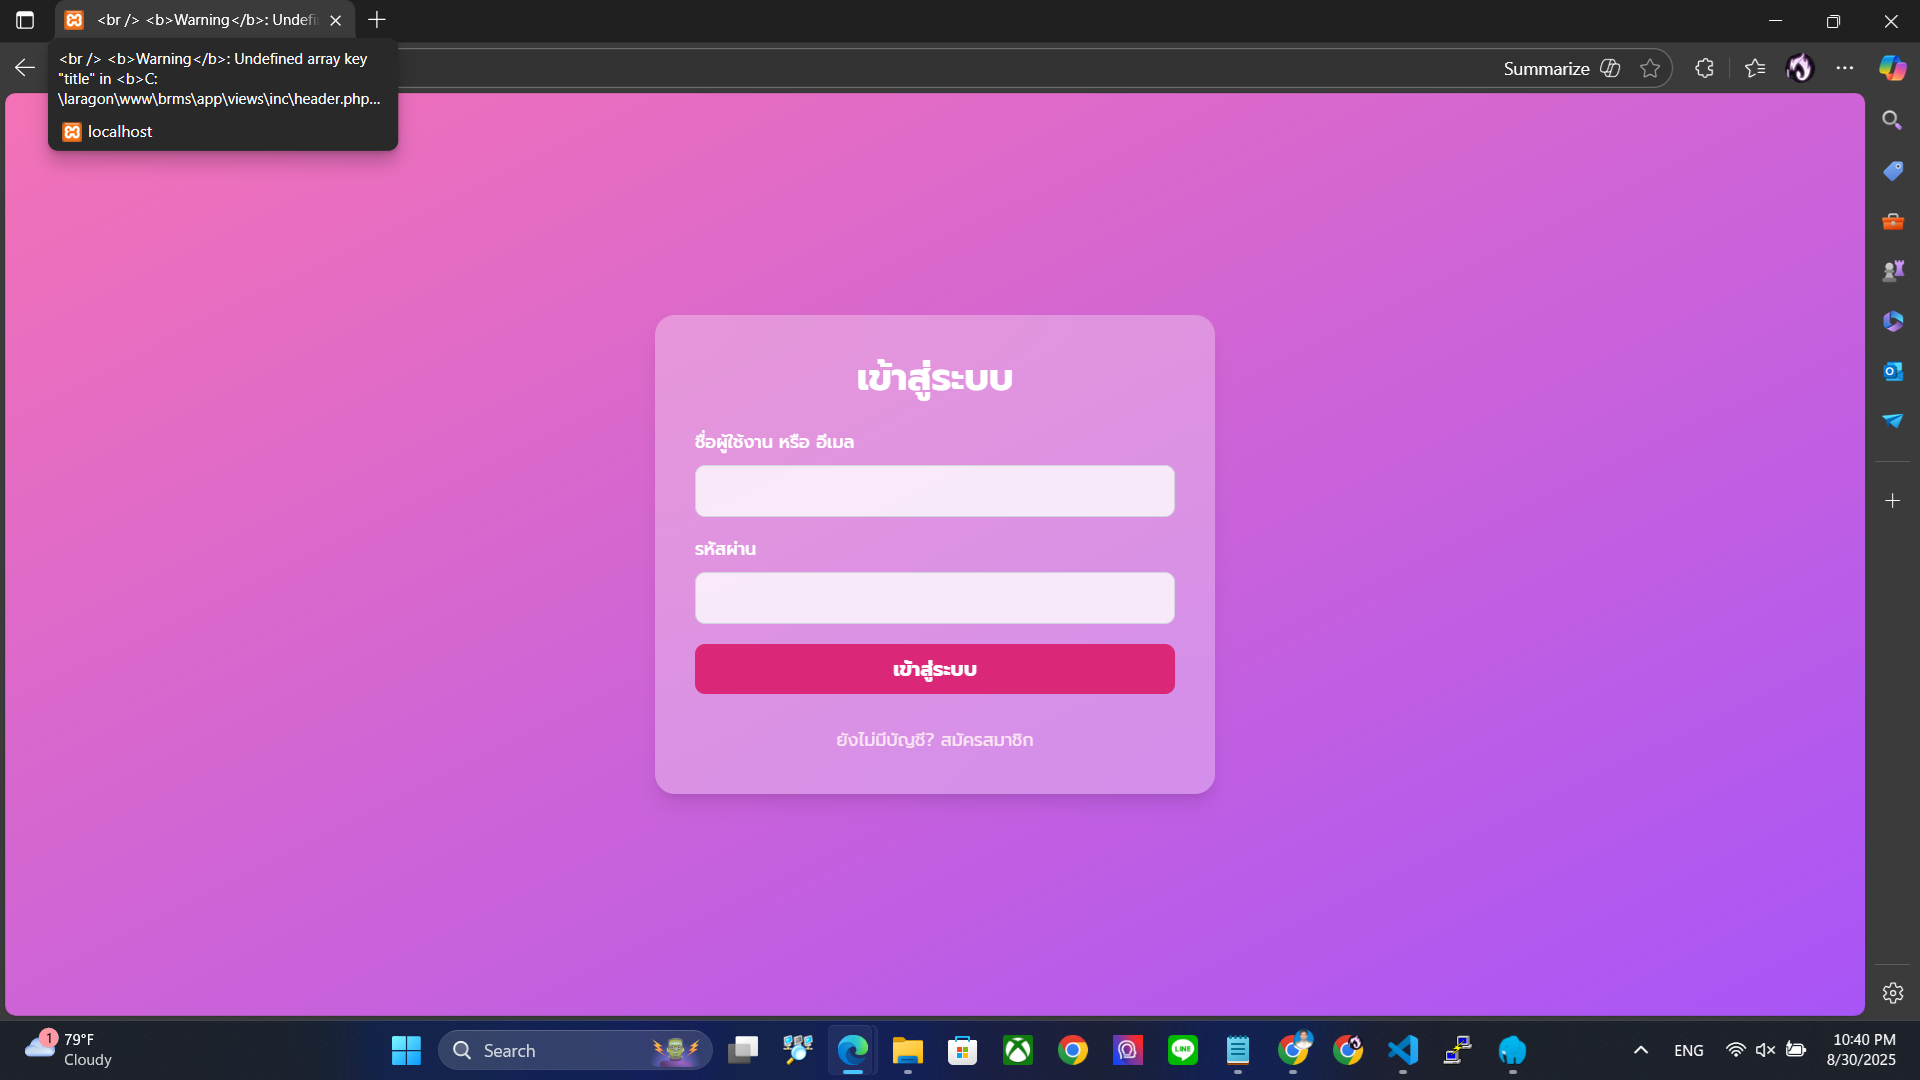 <br /> <b>Warning</b>: Undefi
<br /> <b>Warning</b>: Undefined array key
"title" in <b>C:
\laragon\www\brms\app\views\inc\header.php...
localhost
Summarize
เข้าสู่ระบบ
ชื่อผู้ใช้งาน หรือ อีเมล
รหัสผ่าน
เข้าสู่ระบบ
ยังไม่มีบัญชี? สมัครสมาชิก
1
79°F
Cloudy
Search
LINE
ENG
10:40 PM
8/30/2025